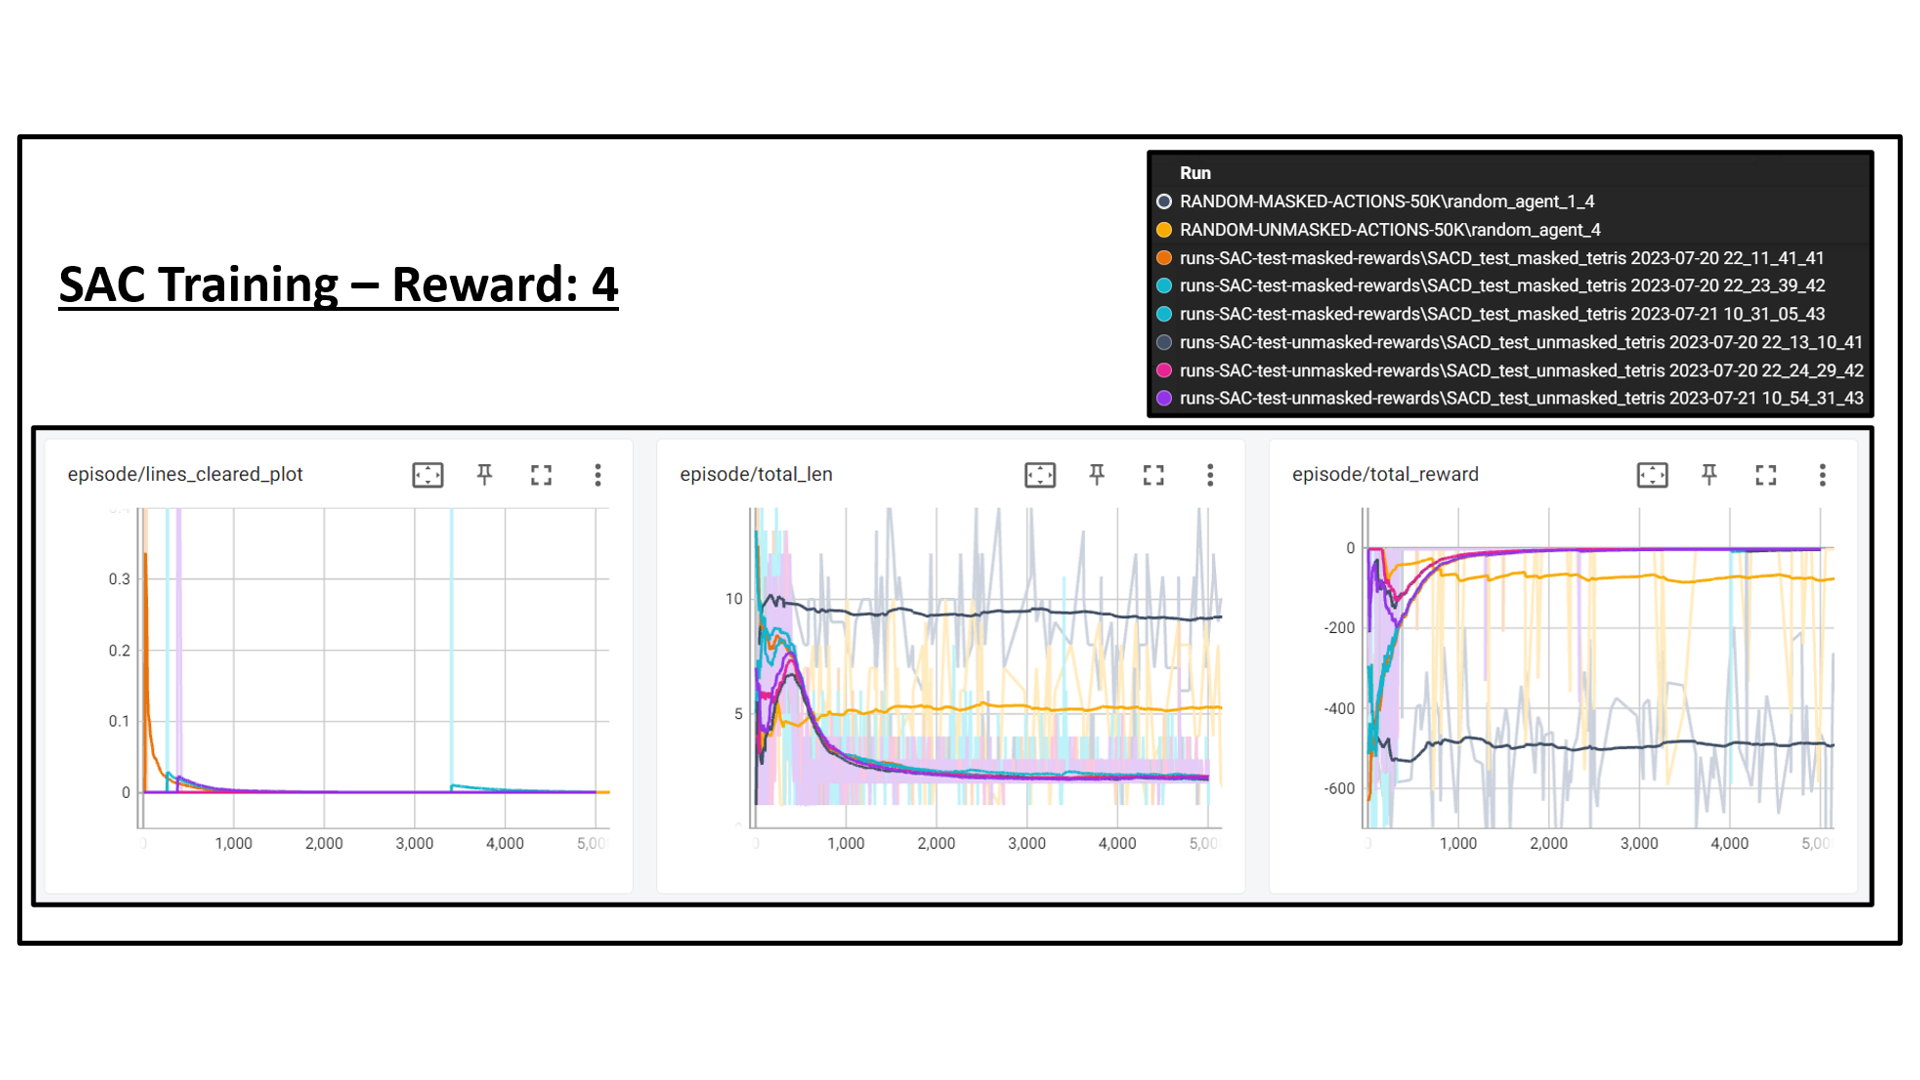 SAC Training – Reward: 4
Run
RANDOM-MASKED-ACTIONS-50K\random_agent_1_4
RANDOM-UNMASKED-ACTIONS-50K\random_agent_4
runs-SAC-test-masked-rewards\SACD_test_masked_tetris 2023-07-20 22_11_41_41
runs-SAC-test-masked-rewards\SACD_test_masked_tetris 2023-07-20 22_23_39_42
runs-SAC-test-masked-rewards\SACD_test_masked_tetris 2023-07-21 10_31_05_43
runs-SAC-test-unmasked-rewards\SACD_test_unmasked_tetris 2023-07-20 22_13_10_41
runs-SAC-test-unmasked-rewards\SACD_test_unmasked_tetris 2023-07-20 22_24_29_42
runs-SAC-test-unmasked-rewards\SACD_test_unmasked_tetris 2023-07-21 10_54_31_43
episode/lines_cleared_plot
0.3
0.2
0.1
0
0 1,000 2,000 3,000 4,000 5,00
episode/total_len
10
5
0 1,000 2,000 3,000 4,000 5,00
episode/total_reward
0
-200
-400
-600
0 1,000 2,000 3,000 4,000 5,00